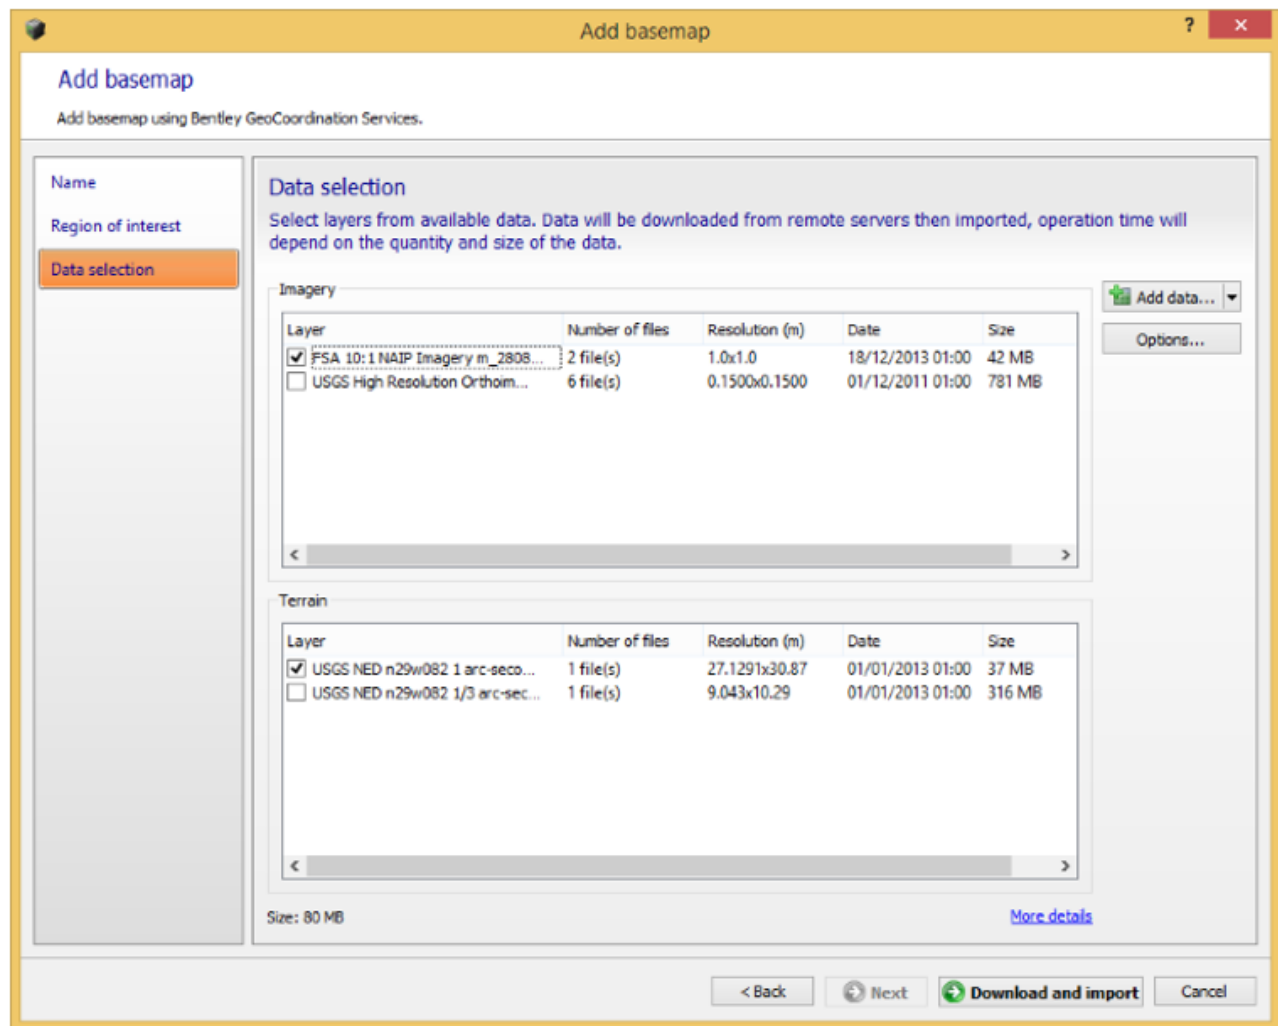 Add basemap
?
Add basemap
Add basemap using Bentley GeoCoordination Services.
Name
Region of interest
Data selection
Data selection
Select layers from available data. Data will be downloaded from remote servers then imported, operation time will
depend on the quantity and size of the data.
Imagery
Layer Number of files Resolution (m) Date Size
FSA 10:1 NAIP Imagery m_2808... 2 file(s) 1.0x1.0 18/12/2013 01:00 42 MB
USGS High Resolution Orthoim... 6 file(s) 0.1500x0.1500 01/12/2011 01:00 781 MB
Add data...
Options...
Terrain
Layer Number of files Resolution (m) Date Size
USGS NED n29w082 1 arc-seco... 1 file(s) 27.1291x30.87 01/01/2013 01:00 37 MB
USGS NED n29w082 1/3 arc-sec... 1 file(s) 9.043x10.29 01/01/2013 01:00 316 MB
Size: 80 MB
More details
< Back
Next
Download and import
Cancel